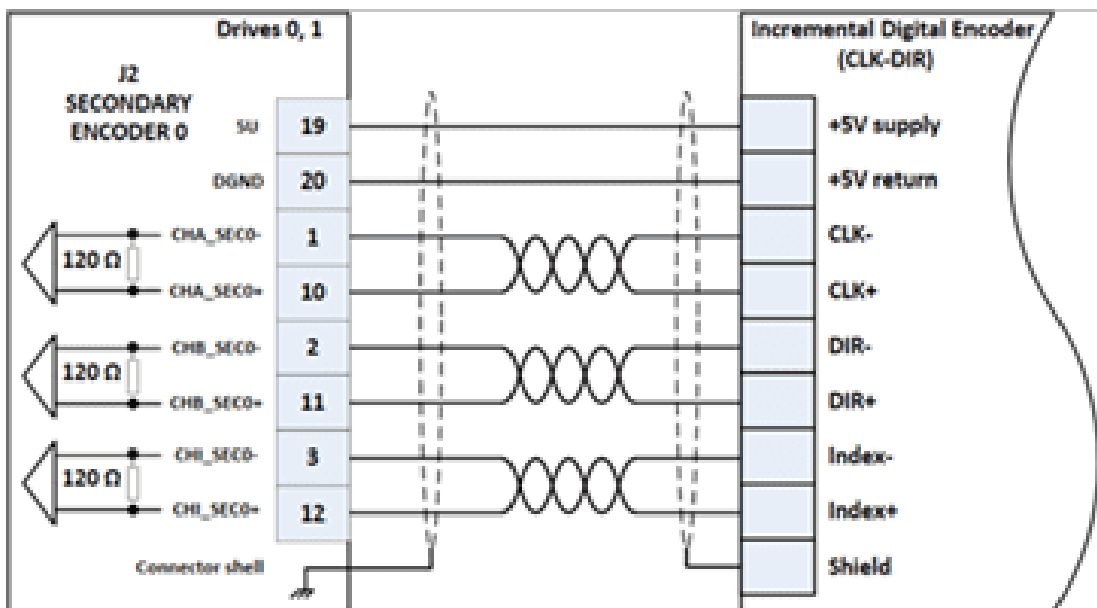 Drives 0, 1
J2
SECONDARY
ENCODER 0
5U 19
DGND 20
CHA_SEC0- 1
120 Ω
CHA_SEC0+ 10
CHB_SEC0- 2
120 Ω
CHB_SEC0+ 11
CHI_SEC0- 3
120 Ω
CHI_SEC0+ 12
Connector shell
Incremental Digital Encoder
(CLK-DIR)
+5V supply
+5V return
CLK-
CLK+
DIR-
DIR+
Index-
Index+
Shield